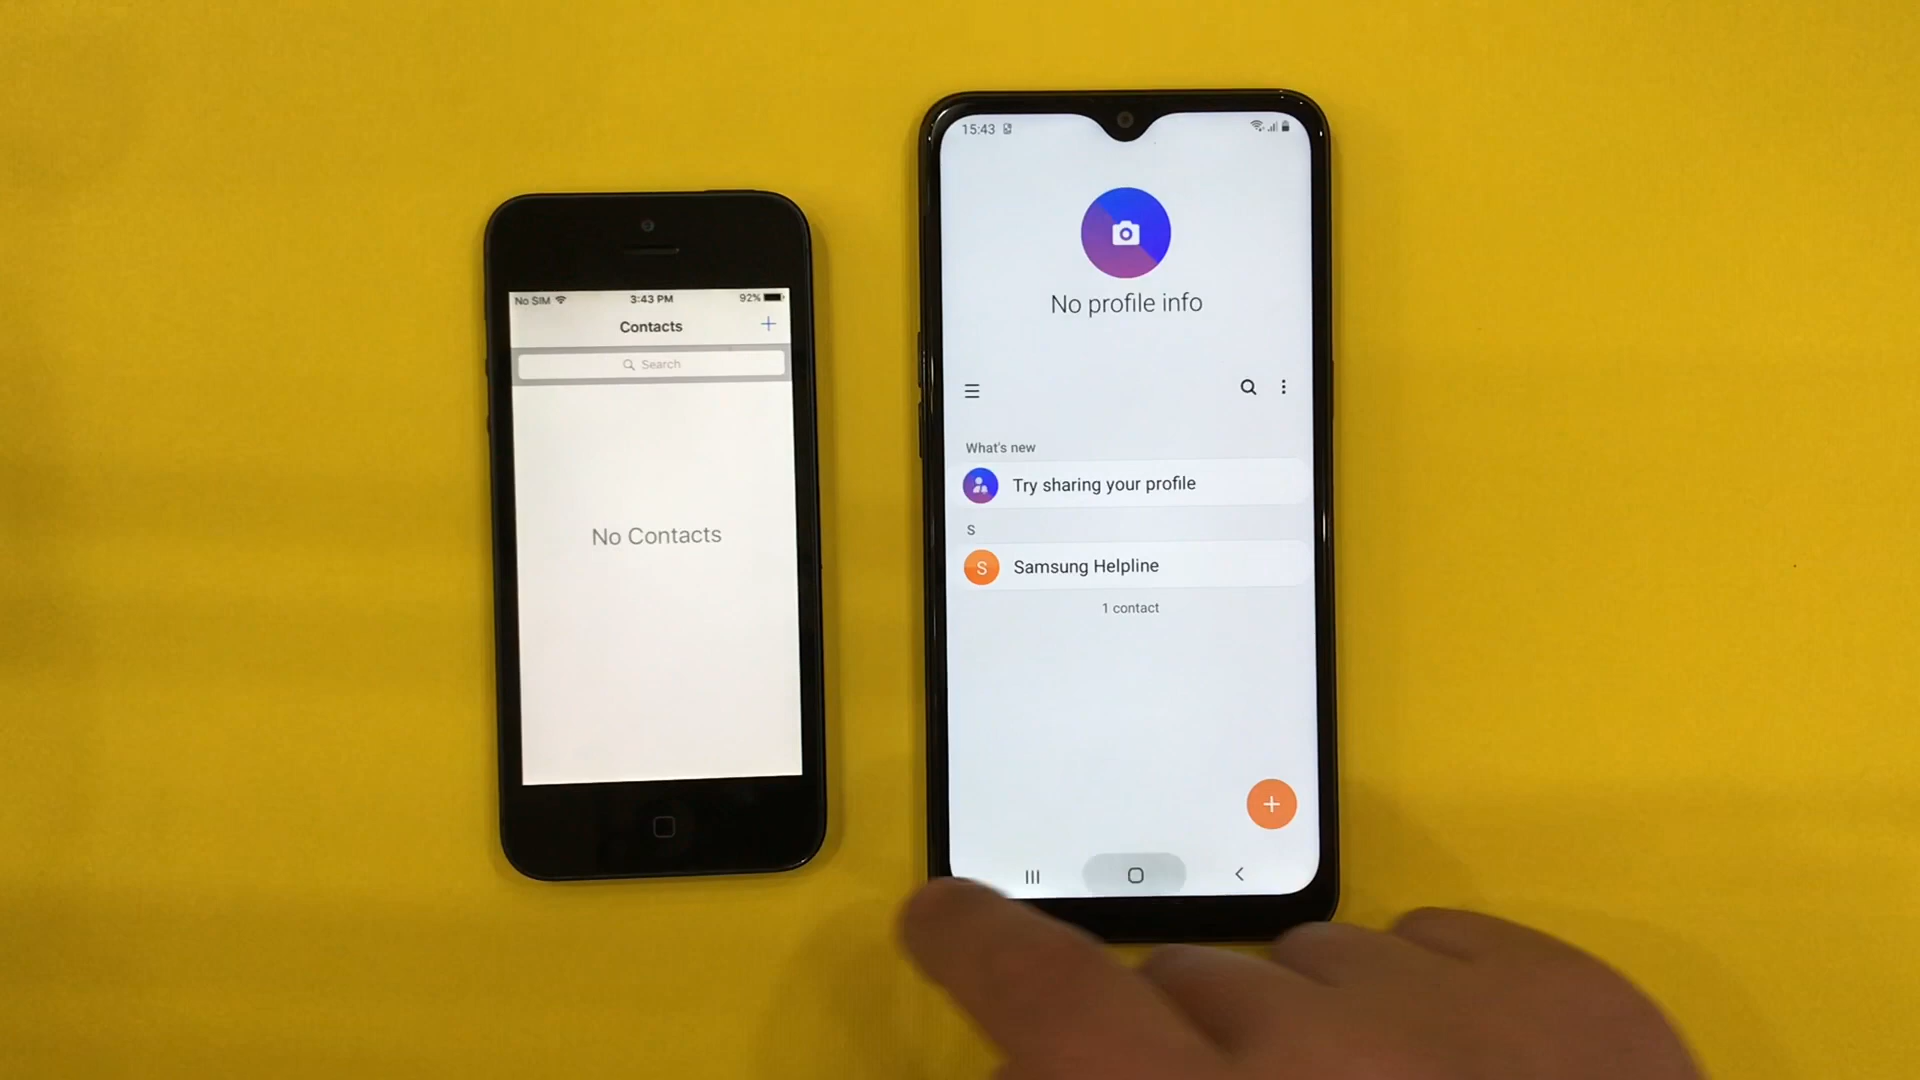 No SIM 3:43 PM 92%
Contacts
Search
No Contacts
15:43
No profile info
What's new
Try sharing your profile
S
S Samsung Helpline
1 contact